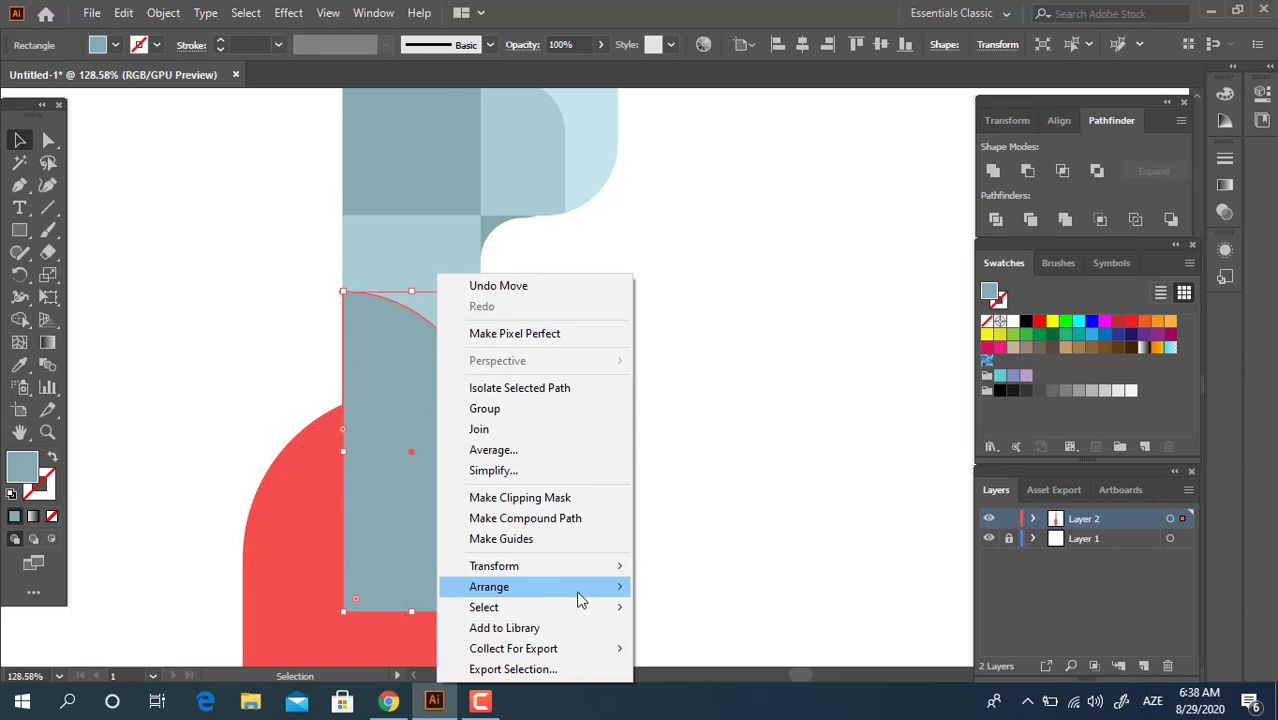 Ai File Edit Object Type Select Effect View Window Help Essentials Classic Search Adobe Stock
Rectangle Stroke: Basic Opacity: 100% Style: Shape: Transform
Untitled-1* @ 128.58% (RGB/GPU Preview)
Transform Align Pathfinder
Shape Modes:
Expand
Pathfinders:
Swatches Brushes Symbols
Undo Move
Redo
Make Pixel Perfect
Perspective
Isolate Selected Path
Group
Join
Average...
Simplify...
Make Clipping Mask
Make Compound Path
Make Guides
Transform
Arrange
Select
Add to Library
Collect For Export
Export Selection...
Layers Asset Export Artboards
Layer 2
Layer 1
2 Layers
128.58% 1 Selection
Ai
AZE
6:38 AM
8/29/2020
6